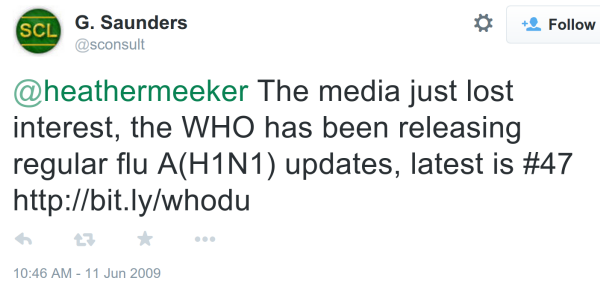 SCL
G. Saunders
@sconsult
Follow
@heathermeeker The media just lost
interest, the WHO has been releasing
regular flu A(H1N1) updates, latest is #47
http://bit.ly/whodu
10:46 AM - 11 Jun 2009